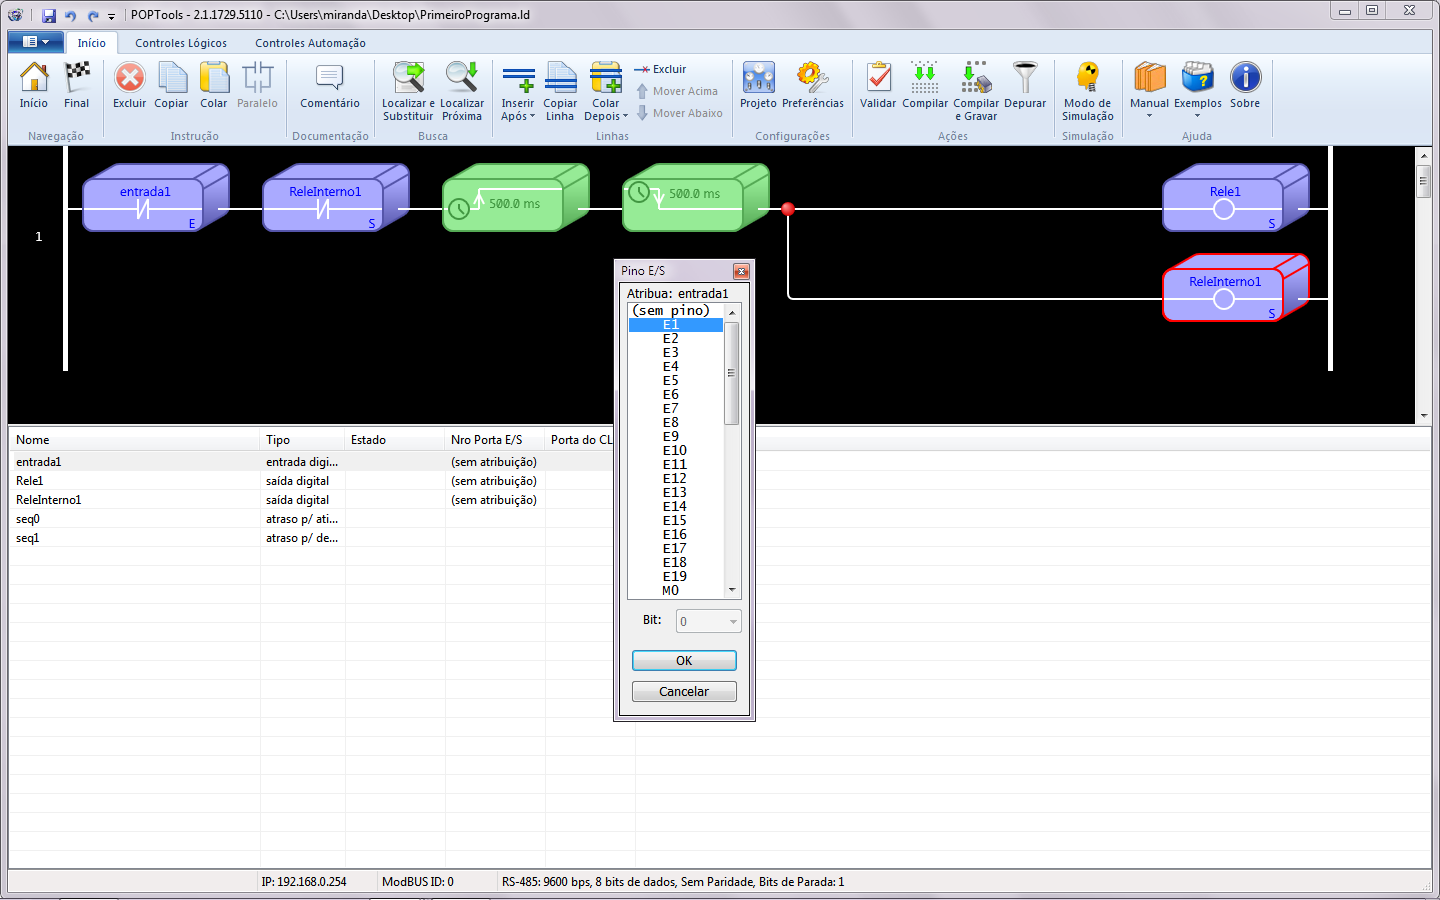 POPTools - 2.1.1729.5110 - C:\Users\miranda\Desktop\PrimeiroPrograma.ld
Início Controles Lógicos Controles Automação
Início Final
Navegação
Excluir Copiar Colar Paralelo
Instrução
Comentário
Documentação
Localizar e Substituir Localizar Próxima
Busca
Inserir Após Copiar Linha Colar Depois
Excluir
Mover Acima
Mover Abaixo
Linhas
Projeto Preferências
Configurações
Validar Compilar Compilar e Gravar Depurar
Ações
Modo de Simulação
Simulação
Manual Exemplos Sobre
Ajuda
1
entrada1
E
ReleInterno1
S
500.0 ms
500.0 ms
Rele1
S
ReleInterno1
S
Pino E/S
Atribua: entrada1
(sem pino)
E1
E2
E3
E4
E5
E6
E7
E8
E9
E10
E11
E12
E13
E14
E15
E16
E17
E18
E19
M0
Bit: 0
OK
Cancelar
Nome Tipo Estado Nro Porta E/S Porta do CL
entrada1 entrada digi... (sem atribuição)
Rele1 saída digital (sem atribuição)
ReleInterno1 saída digital (sem atribuição)
seq0 atraso p/ ati...
seq1 atraso p/ de...
IP: 192.168.0.254 ModBUS ID: 0 RS-485: 9600 bps, 8 bits de dados, Sem Paridade, Bits de Parada: 1